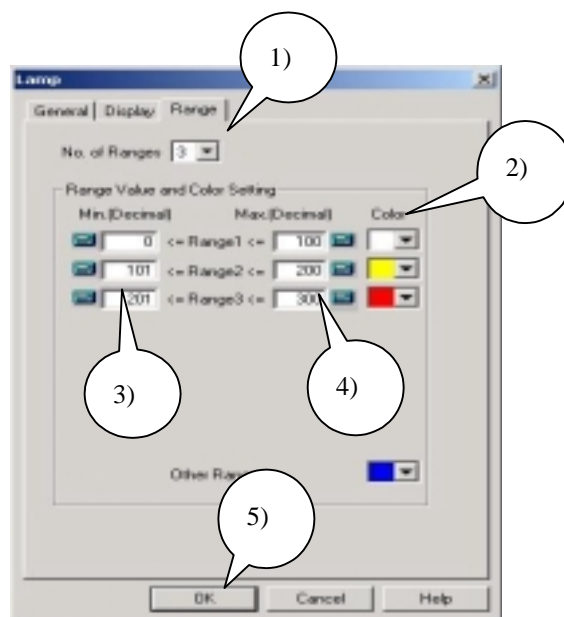 1)
Lamp
General Display Range
No. of Ranges 3
2)
Range Value and Color Setting
Min.(Decimal) Max.(Decimal) Color
0 <= Range1 <= 100
101 <= Range2 <= 200
201 <= Range3 <= 300
3)
4)
Other Ran
5)
OK Cancel Help